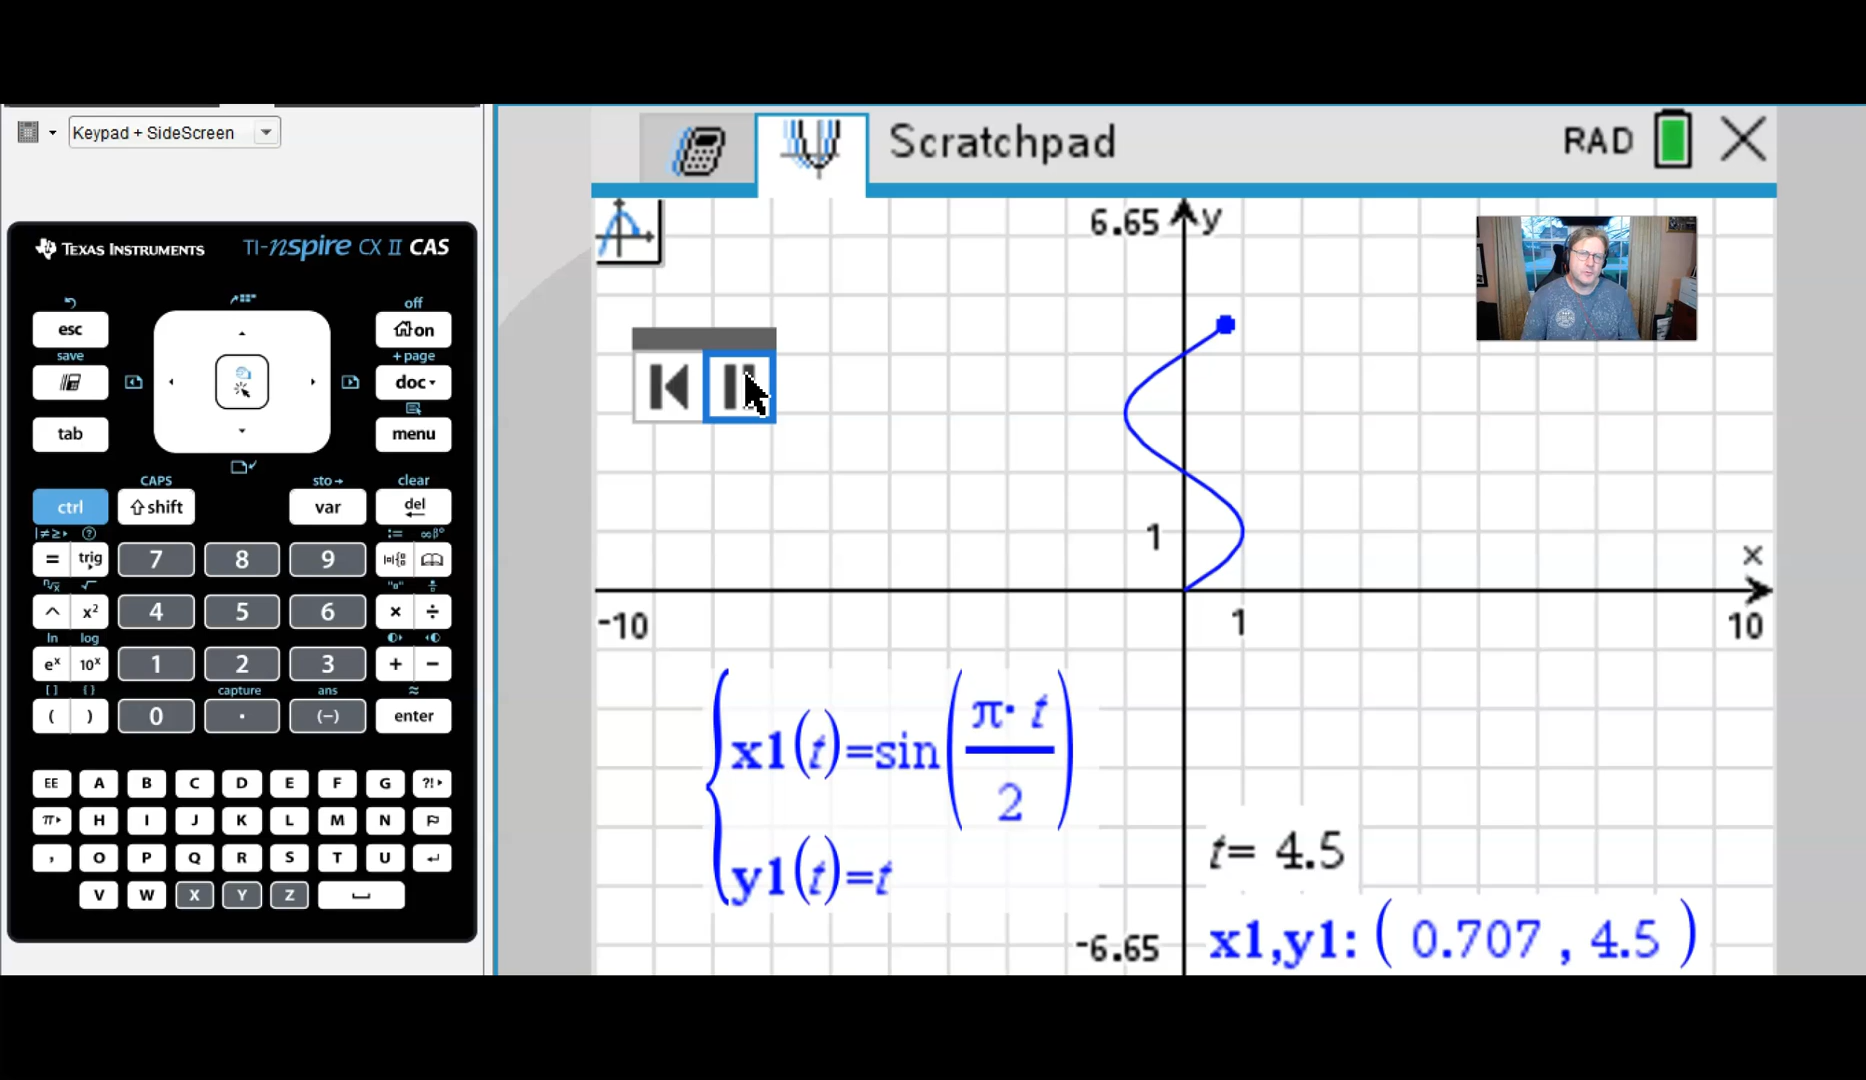 Keypad + SideScreen
TEXAS INSTRUMENTS TI-nspire CX II CAS
off
esc
on
save
+ page
doc
tab
menu
CAPS
sto→
clear
ctrl
⇧shift
var
del
|≠≥▸ ? := ∞β°
= trig 7 8 9
ⁿ√x √ "□"
^ x² 4 5 6 × ÷
ln log
eˣ 10ˣ 1 2 3 + −
[ ] { } capture ans ≈
( ) 0 . (−) enter
EE A B C D E F G ?!▸
π▸ H I J K L M N
, O P Q R S T U ↵
V W X Y Z
Scratchpad RAD
6.65 y
1
x
-10 1 10
x1(t)=sin(π·t/2)
y1(t)=t
t= 4.5
-6.65
x1,y1: ( 0.707 , 4.5 )